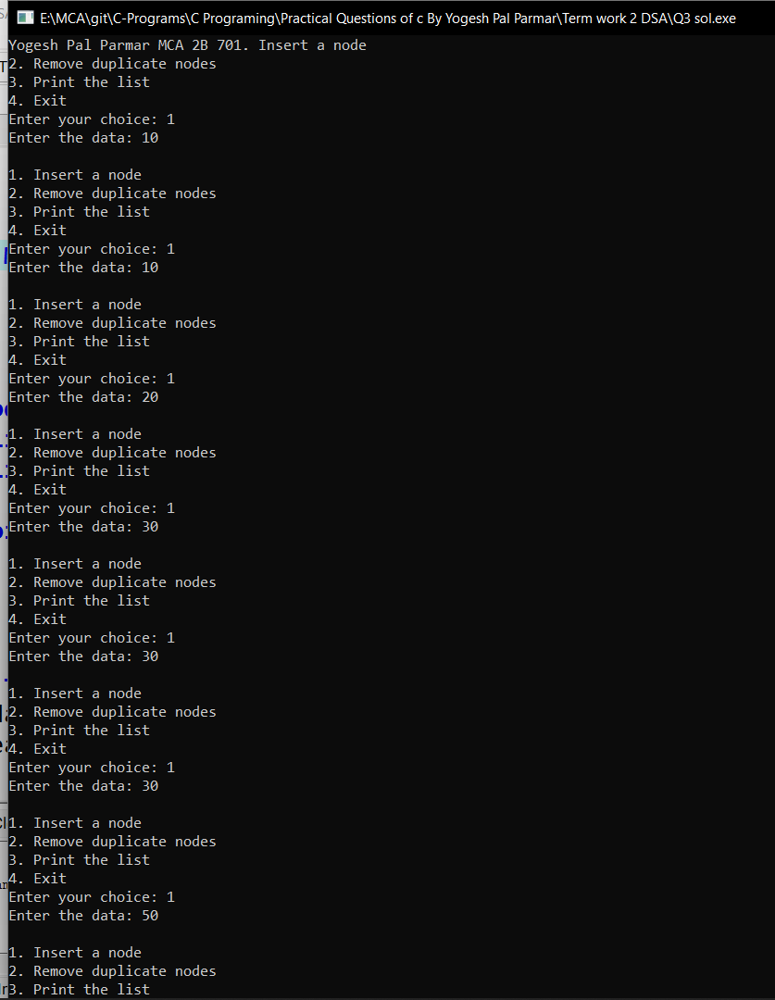 E:\MCA\git\C-Programs\C Programing\Practical Questions of c By Yogesh Pal Parmar\Term work 2 DSA\Q3 sol.exe
Yogesh Pal Parmar MCA 2B 701. Insert a node
2. Remove duplicate nodes
3. Print the list
4. Exit
Enter your choice: 1
Enter the data: 10

1. Insert a node
2. Remove duplicate nodes
3. Print the list
4. Exit
Enter your choice: 1
Enter the data: 10

1. Insert a node
2. Remove duplicate nodes
3. Print the list
4. Exit
Enter your choice: 1
Enter the data: 20

1. Insert a node
2. Remove duplicate nodes
3. Print the list
4. Exit
Enter your choice: 1
Enter the data: 30

1. Insert a node
2. Remove duplicate nodes
3. Print the list
4. Exit
Enter your choice: 1
Enter the data: 30

1. Insert a node
2. Remove duplicate nodes
3. Print the list
4. Exit
Enter your choice: 1
Enter the data: 30

1. Insert a node
2. Remove duplicate nodes
3. Print the list
4. Exit
Enter your choice: 1
Enter the data: 50

1. Insert a node
2. Remove duplicate nodes
3. Print the list